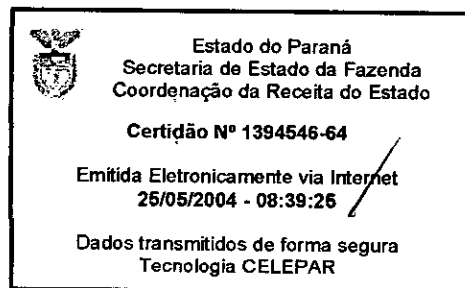 Estado do Paraná
Secretaria de Estado da Fazenda
Coordenação da Receita do Estado
Certidão Nº 1394546-64
Emitida Eletronicamente via Internet
25/05/2004 - 08:39:25
Dados transmitidos de forma segura
Tecnologia CELEPAR